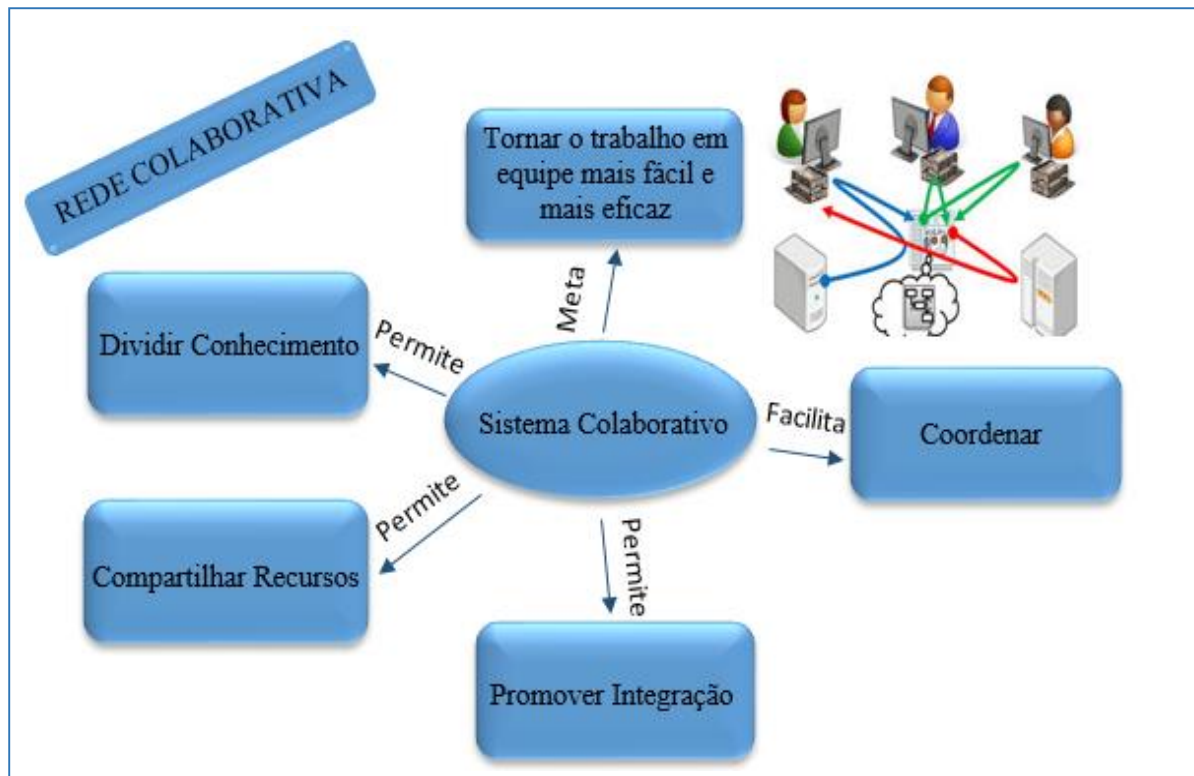 REDE COLABORATIVA
Tornar o trabalho em
equipe mais fácil e
mais eficaz
Meta
Dividir Conhecimento
Permite
Sistema Colaborativo
Facilita
Coordenar
Permite
Compartilhar Recursos
Permite
Promover Integração